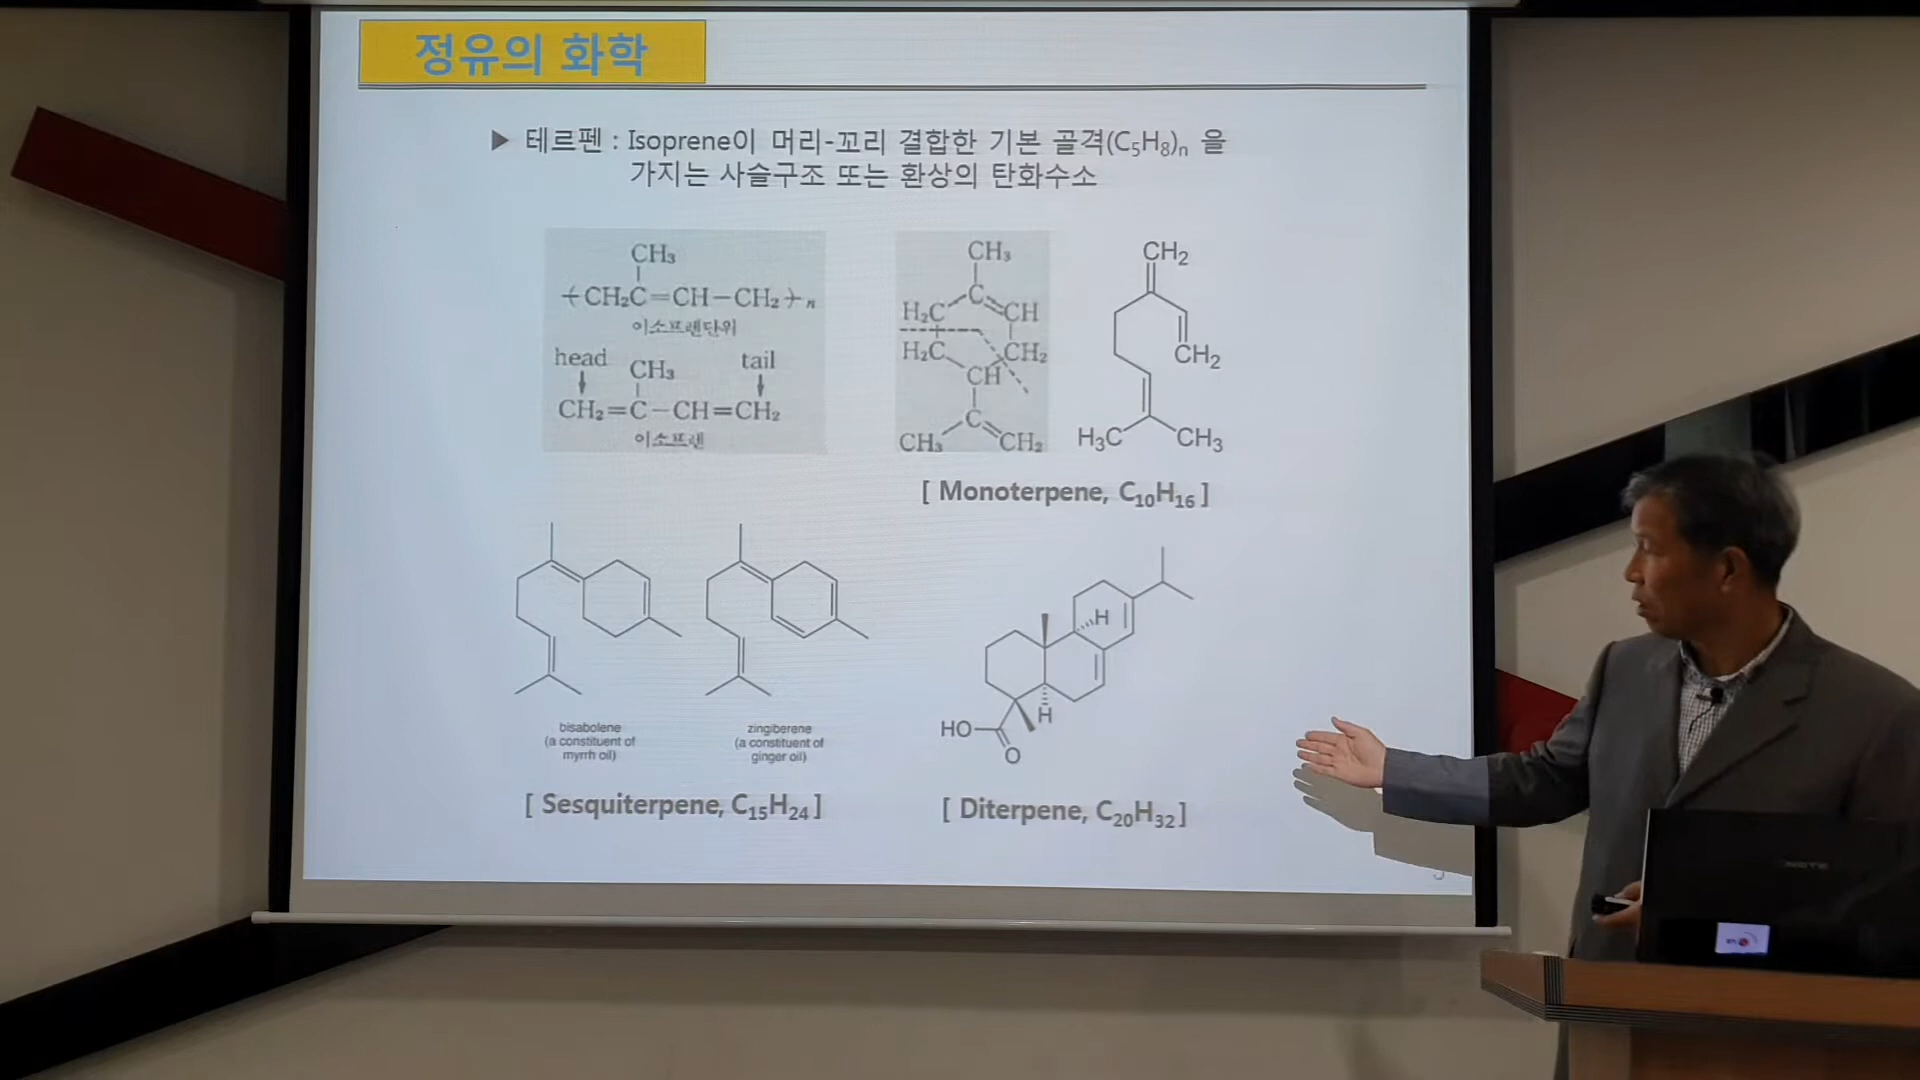 정유의 화학
▶ 테르펜 : Isoprene이 머리-꼬리 결합한 기본 골격(C₅H₈)ₙ 을
가지는 사슬구조 또는 환상의 탄화수소
CH₃
CH₂C=CH-CH₂
n
이소프렌단위
head
tail
CH₃
CH₂=C-CH=CH₂
이소프렌
CH₃
C
H₂C
CH
H₂C
CH₂
CH
C
CH₃
CH₂
CH₂
CH₂
H₃C
CH₃
[ Monoterpene, C₁₀H₁₆ ]
bisabolene
(a constituent of
myrrh oil)
zingiberene
(a constituent of
ginger oil)
[ Sesquiterpene, C₁₅H₂₄ ]
H
H
HO
O
[ Diterpene, C₂₀H₃₂ ]